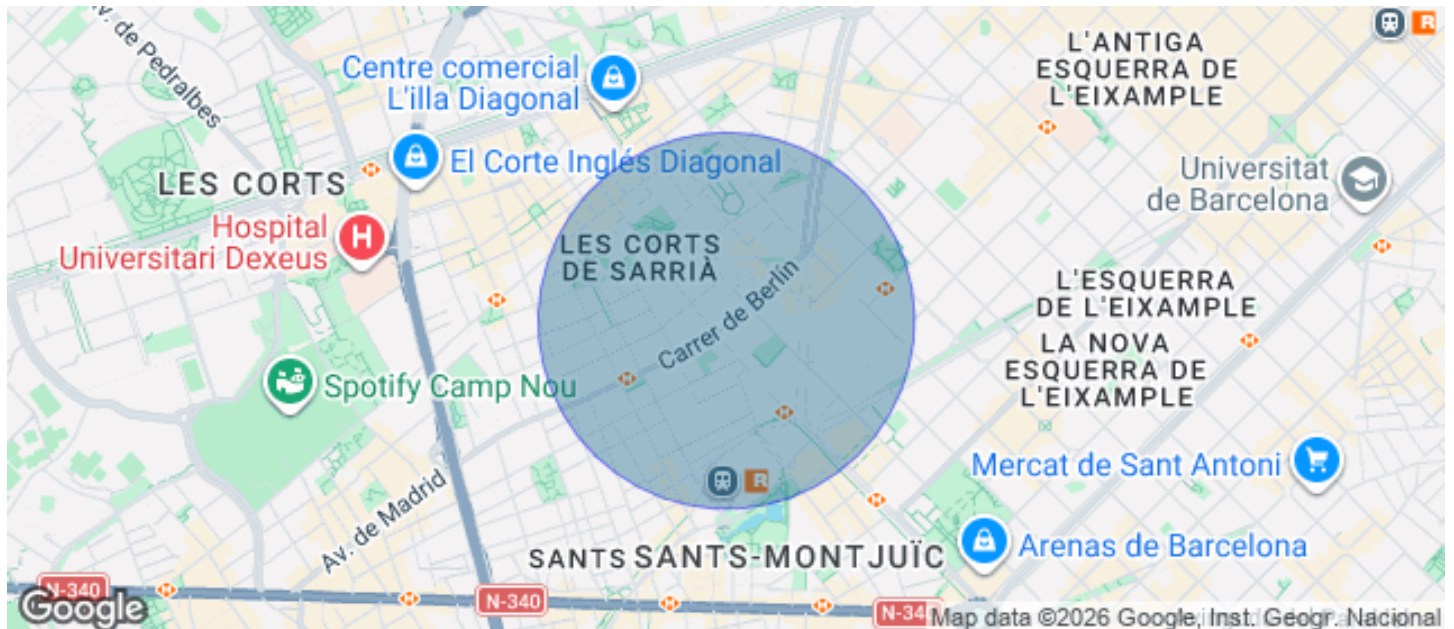 Av. de Pedralbes
Centre comercial
L'illa Diagonal
El Corte Inglés Diagonal
L'ANTIGA
ESQUERRA DE
L'EIXAMPLE
R
Universitat
de Barcelona
LES CORTS
H
Hospital
Universitari Dexeus
LES CORTS
DE SARRIÀ
Carrer de Berlín
L'ESQUERRA
DE L'EIXAMPLE
LA NOVA
ESQUERRA DE
L'EIXAMPLE
Spotify Camp Nou
Av. de Madrid
R
Mercat de Sant Antoni
SANTS
SANTS-MONTJUÏC
Arenas de Barcelona
N-340
N-340
N-34
Google
Map data ©2026 Google, Inst. Geogr. Nacional